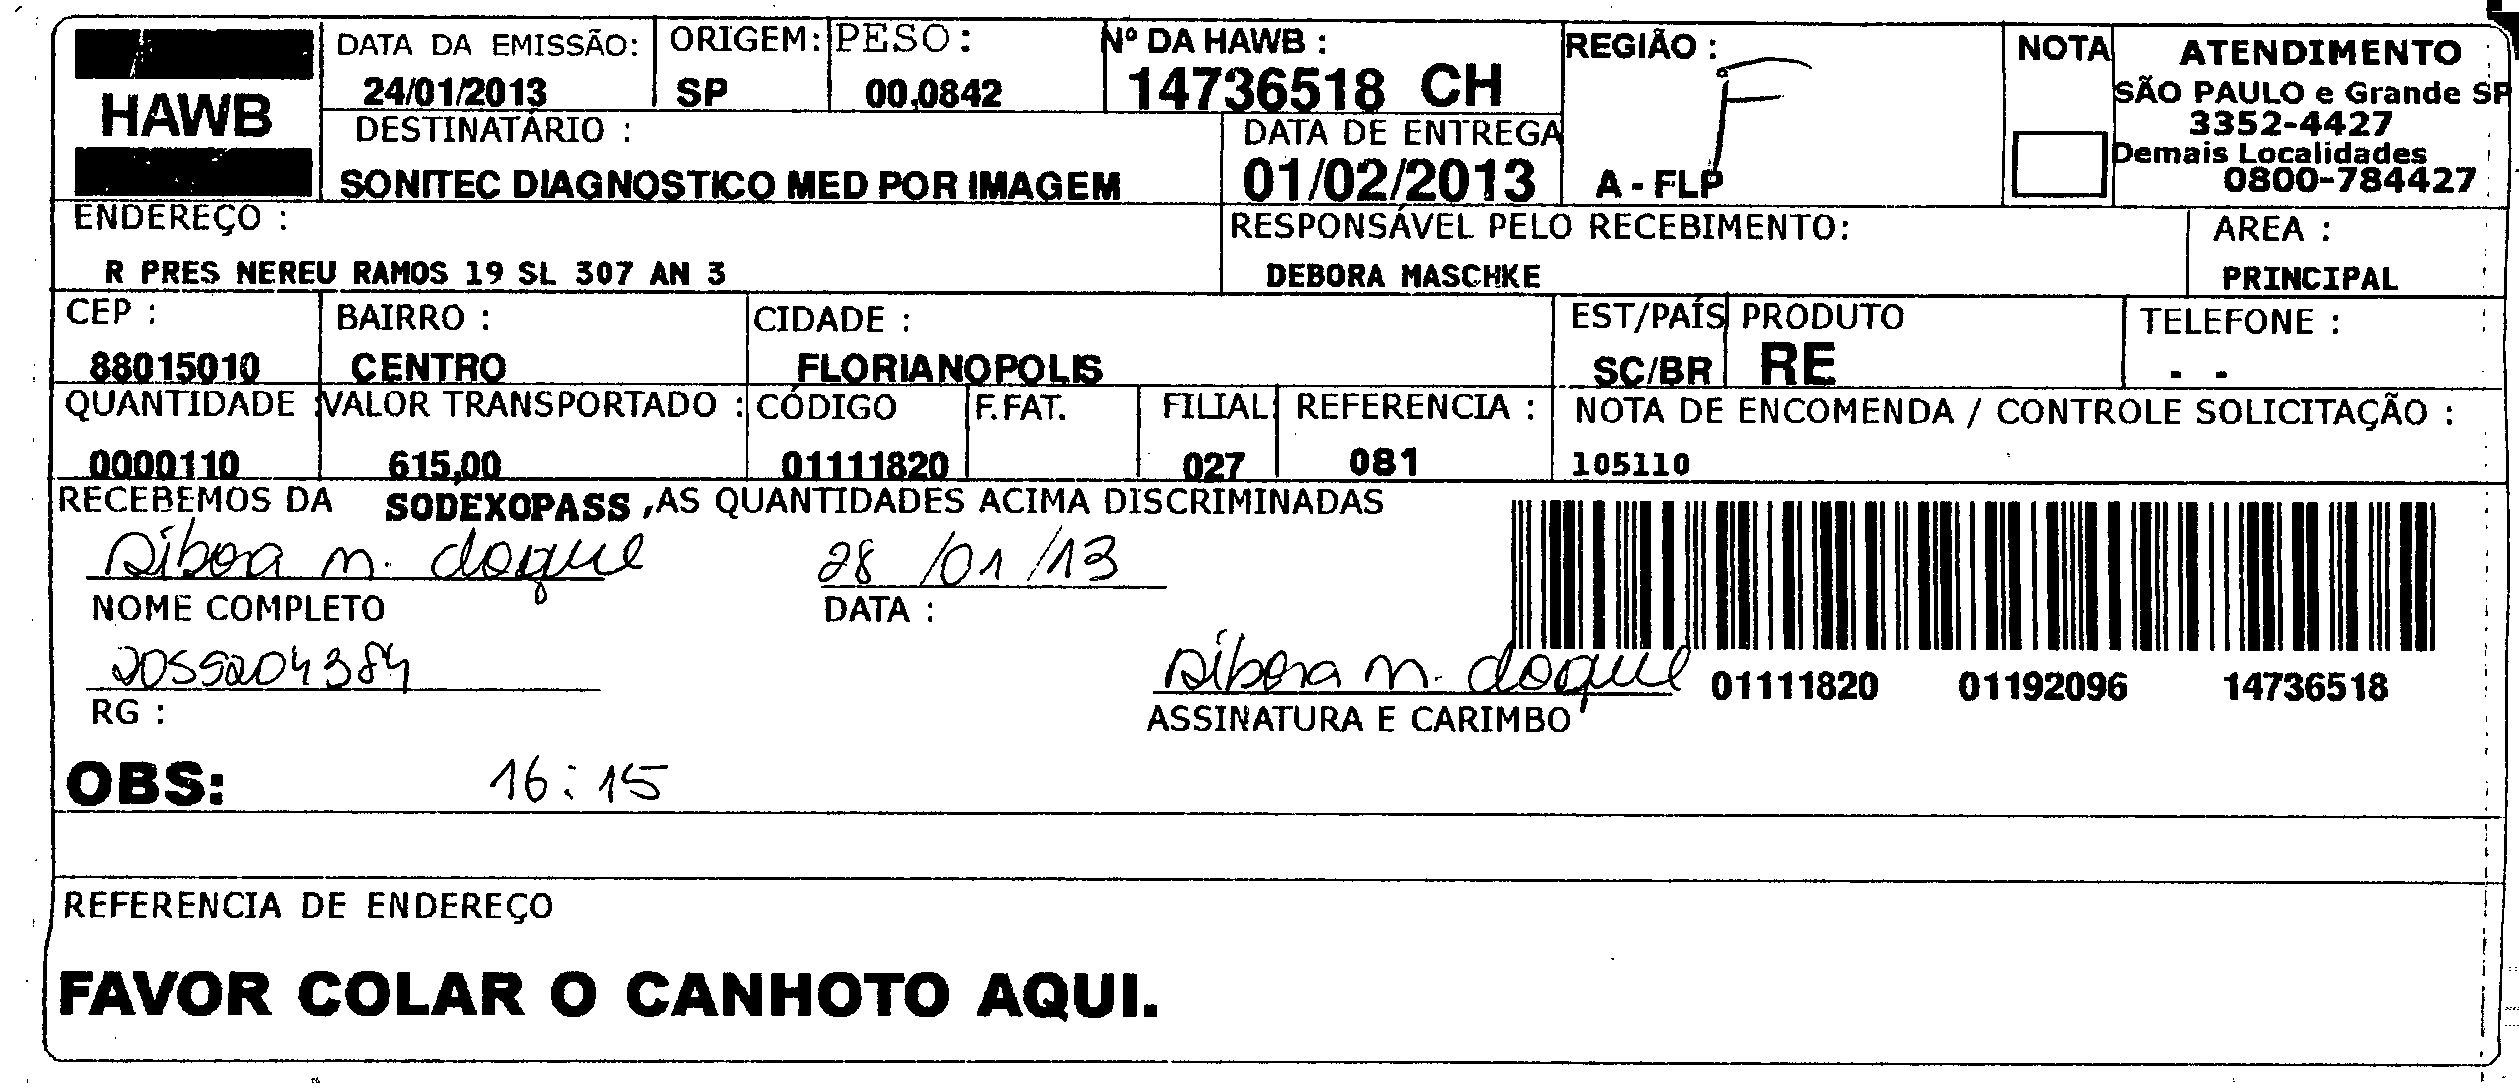 HAWB
DATA DA EMISSÃO:
24/01/2013
ORIGEM:
SP
PESO :
00,0842
Nº DA HAWB :
14736518 CH
REGIÃO :
F
A - FLP
NOTA
ATENDIMENTO
SÃO PAULO e Grande SP
3352-4427
Demais Localidades
0800-784427
DESTINATÁRIO :
SONITEC DIAGNOSTICO MED POR IMAGEM
DATA DE ENTREGA
01/02/2013
ENDEREÇO :
R PRES NEREU RAMOS 19 SL 307 AN 3
RESPONSÁVEL PELO RECEBIMENTO:
DEBORA MASCHKE
AREA :
PRINCIPAL
CEP :
88015010
BAIRRO :
CENTRO
CIDADE :
FLORIANOPOLIS
EST/PAÍS
SC/BR
PRODUTO
RE
TELEFONE :
- -
QUANTIDADE
0000110
VALOR TRANSPORTADO :
615,00
CÓDIGO
01111820
F.FAT.
FILIAL
027
REFERENCIA :
081
NOTA DE ENCOMENDA / CONTROLE SOLICITAÇÃO :
105110
RECEBEMOS DA SODEXOPASS ,AS QUANTIDADES ACIMA DISCRIMINADAS
m.
28/01/13
NOME COMPLETO
DATA :
2055204384
RG :
m.
ASSINATURA E CARIMBO
01111820 01192096 14736518
OBS: 16:15
REFERENCIA DE ENDEREÇO
FAVOR COLAR O CANHOTO AQUI.